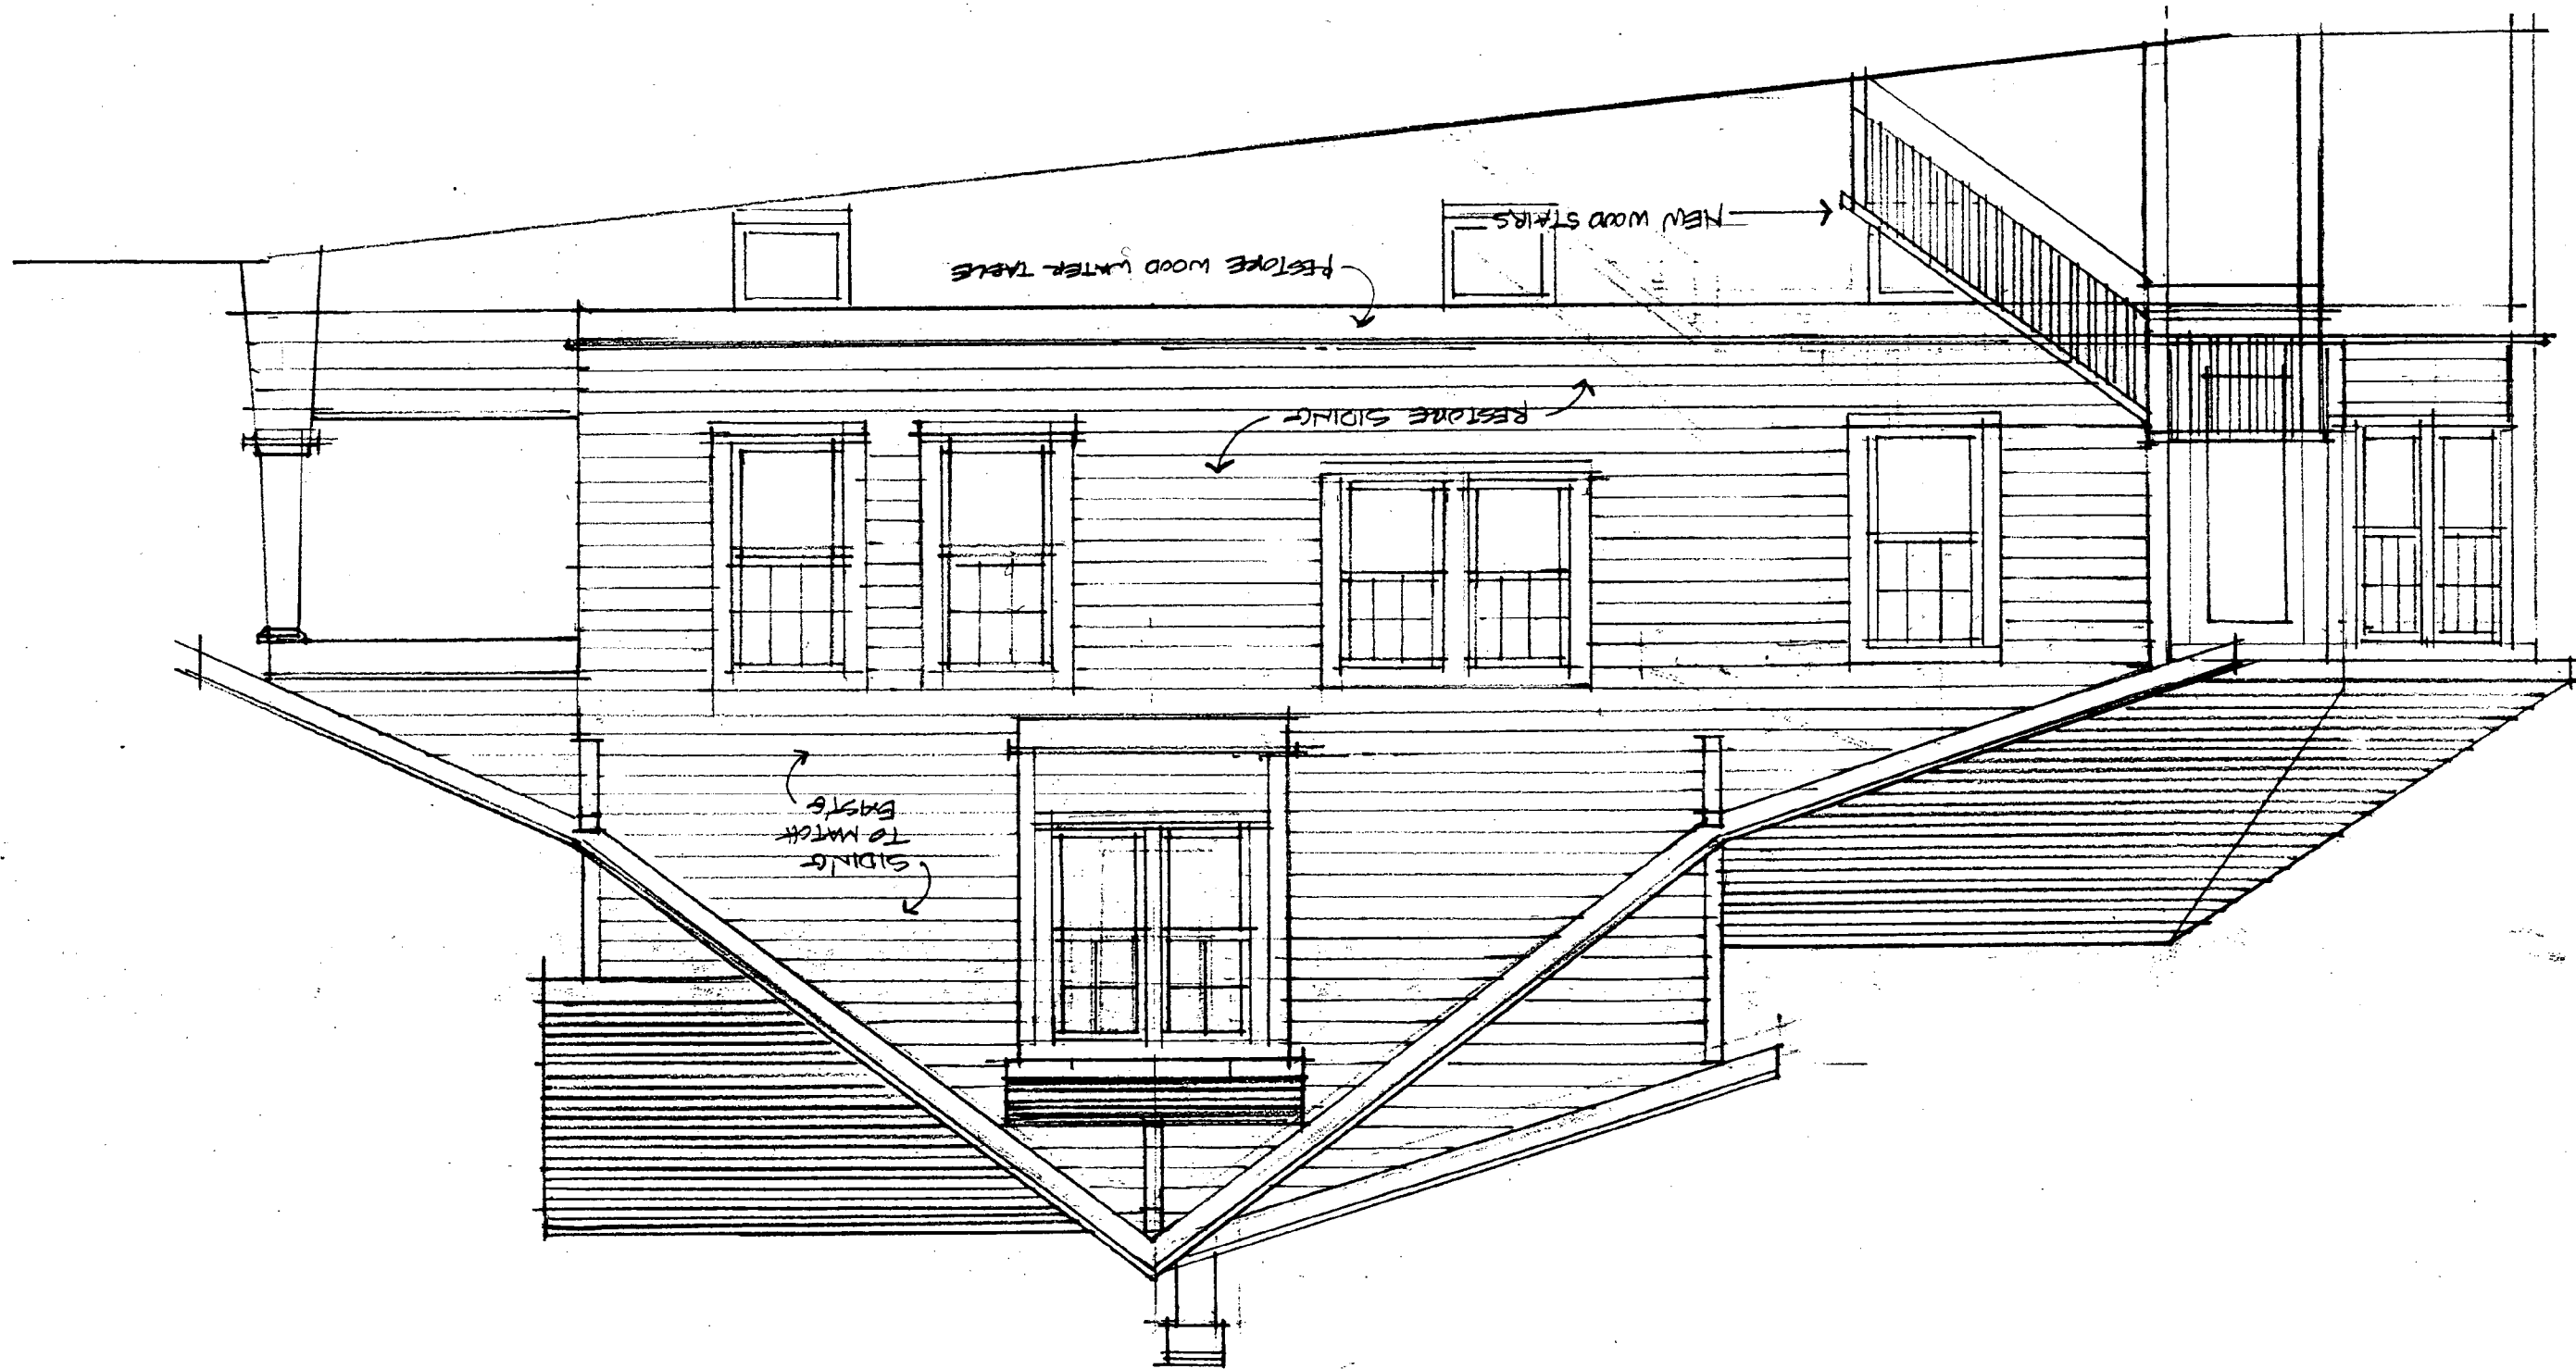 SIDING
TO MATCH
EXIST'G
RESTORE SIDING
RESTORE WOOD WATER TABLE
NEW WOOD STAIRS